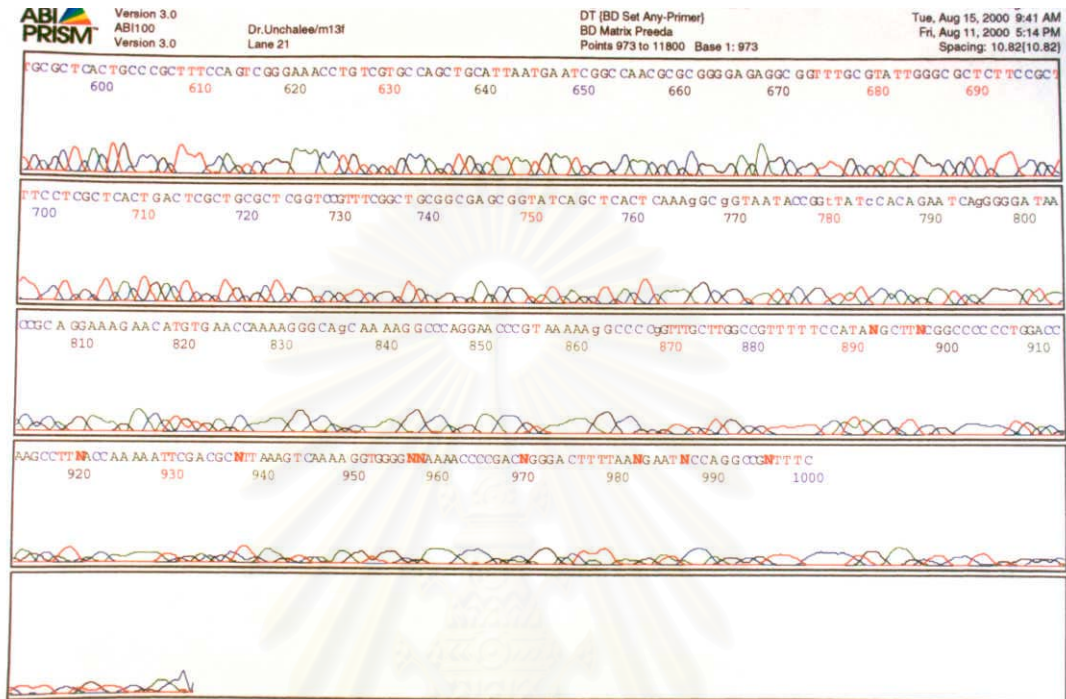 ABI PRISM
Version 3.0
ABI100
Version 3.0
Dr.Unchalee/m13f
Lane 21
DT {BD Set Any-Primer}
BD Matrix Preeda
Points 973 to 11800 Base 1: 973
Tue, Aug 15, 2000 9:41 AM
Fri, Aug 11, 2000 5:14 PM
Spacing: 10.82{10.82}
TGCGCTCACTGCCCGCTTTCCAGTCGGGAAACCTGTCGTGCCAGCTGCATTAATGAATCGGCCAACGCGCGGGGAGAGGCGGTTTGCGTATTGGGCGCTCTTCCGCT
600 610 620 630 640 650 660 670 680 690
TTCCTCGCTCACTGACTCGCTGCGCTCGGTCCGTTTCGGCTGCGGCGAGCGGTATCAGCTCACTCAAAgGCgGTAATACCGGtTATcCACAGAATCAgGGGGATAA
700 710 720 730 740 750 760 770 780 790 800
CCGCAGGAAAGAACATGTGAACCAAAAGGGCAgCAAAAGGCCCAGGAACCCGTAAAAAgGCCCCgGTTTGCTTGGCCGTTTTTCCATANGCTTNCGGCCCCCCTGGACC
810 820 830 840 850 860 870 880 890 900 910
AAGCCTTNACCAAAAATTCGACGCNTTAAAGTCAAAAGGTGGGGNNAAAACCCCGACNGGGACTTTTAANGAATNCCAGGCCGNTTTC
920 930 940 950 960 970 980 990 1000